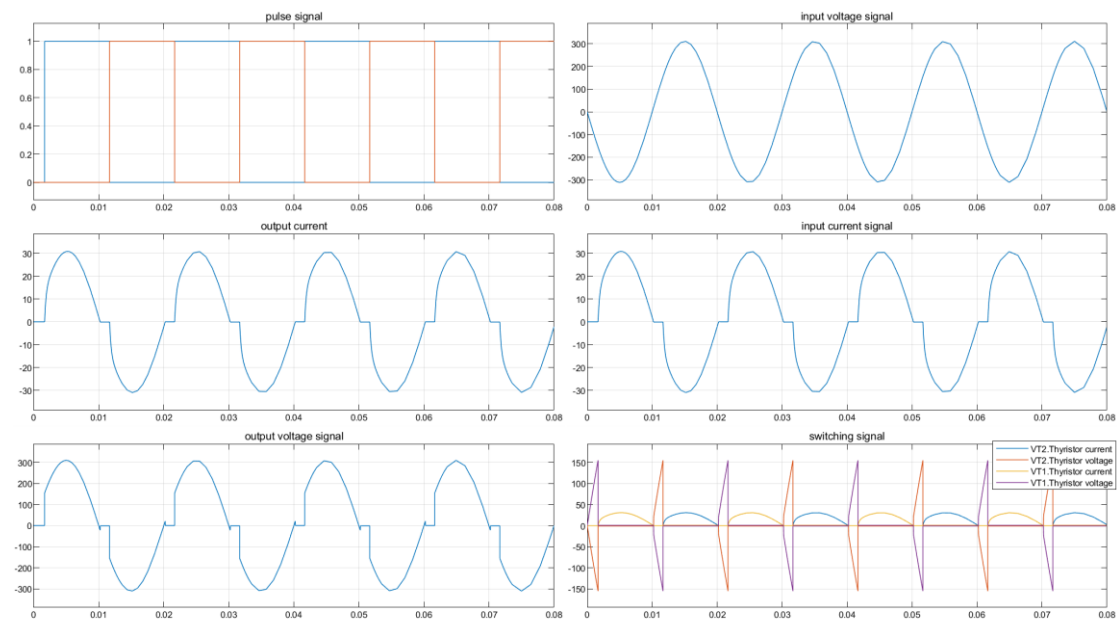 pulse signal
1
0.8
0.6
0.4
0.2
0
0 0.01 0.02 0.03 0.04 0.05 0.06 0.07 0.08
input voltage signal
300
200
100
0
-100
-200
-300
0 0.01 0.02 0.03 0.04 0.05 0.06 0.07 0.08
output current
30
20
10
0
-10
-20
-30
0 0.01 0.02 0.03 0.04 0.05 0.06 0.07 0.08
input current signal
30
20
10
0
-10
-20
-30
0 0.01 0.02 0.03 0.04 0.05 0.06 0.07 0.08
output voltage signal
300
200
100
0
-100
-200
-300
0 0.01 0.02 0.03 0.04 0.05 0.06 0.07 0.08
switching signal
VT2.Thyristor current
VT2.Thyristor voltage
VT1.Thyristor current
VT1.Thyristor voltage
150
100
50
0
-50
-100
-150
0 0.01 0.02 0.03 0.04 0.05 0.06 0.07 0.08